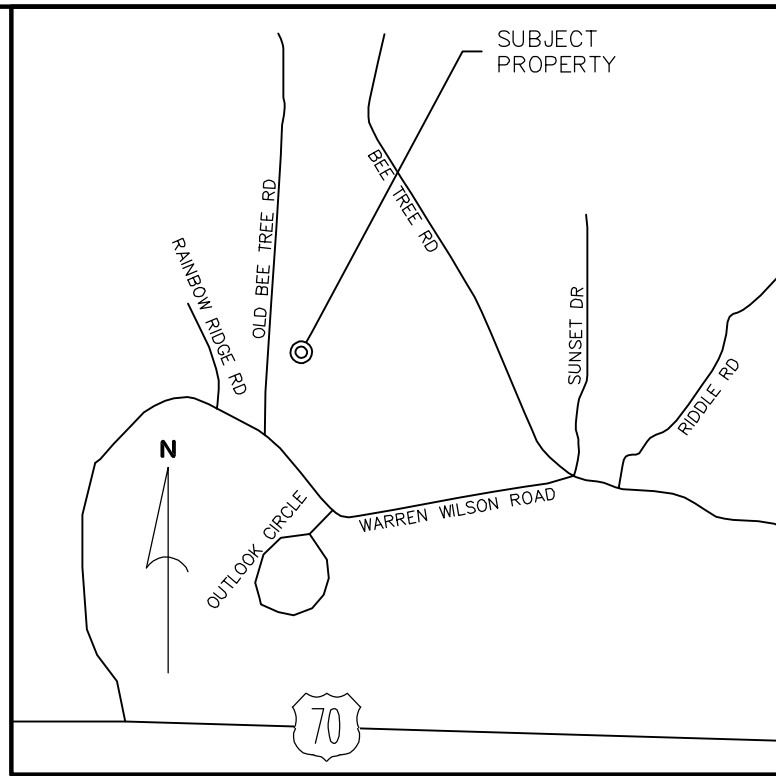 SUBJECT
PROPERTY
BEE TREE RD
OLD BEE TREE RD
RAINBOW RIDGE RD
SUNSET DR
RIDDLE RD
N
WARREN WILSON ROAD
OUTLOOK CIRCLE
70